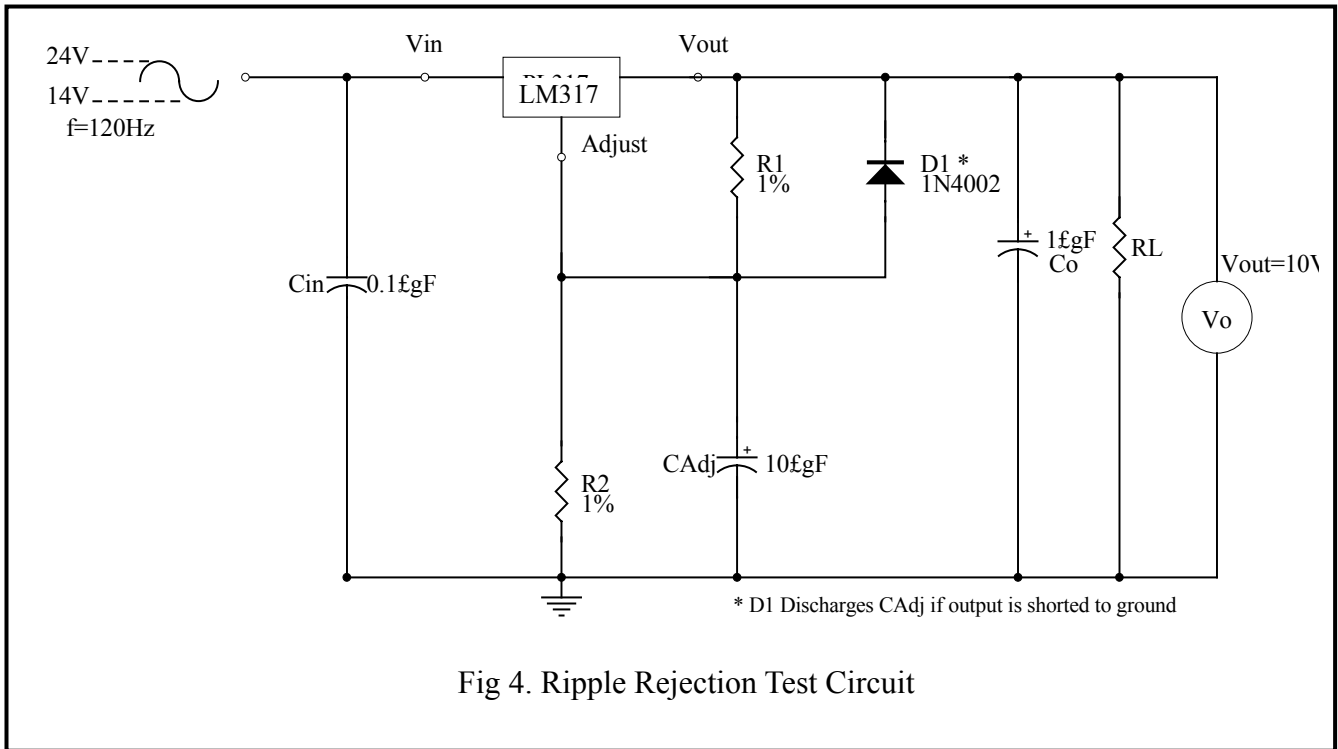 24V
14V
f=120Hz
Vin
LM317
Vout
Adjust
R1
1%
D1 *
1N4002
Cin
0.1£gF
1£gF
Co
RL
Vout=10V
Vo
R2
1%
CAdj
+
10£gF
+
* D1 Discharges CAdj if output is shorted to ground
Fig 4. Ripple Rejection Test Circuit